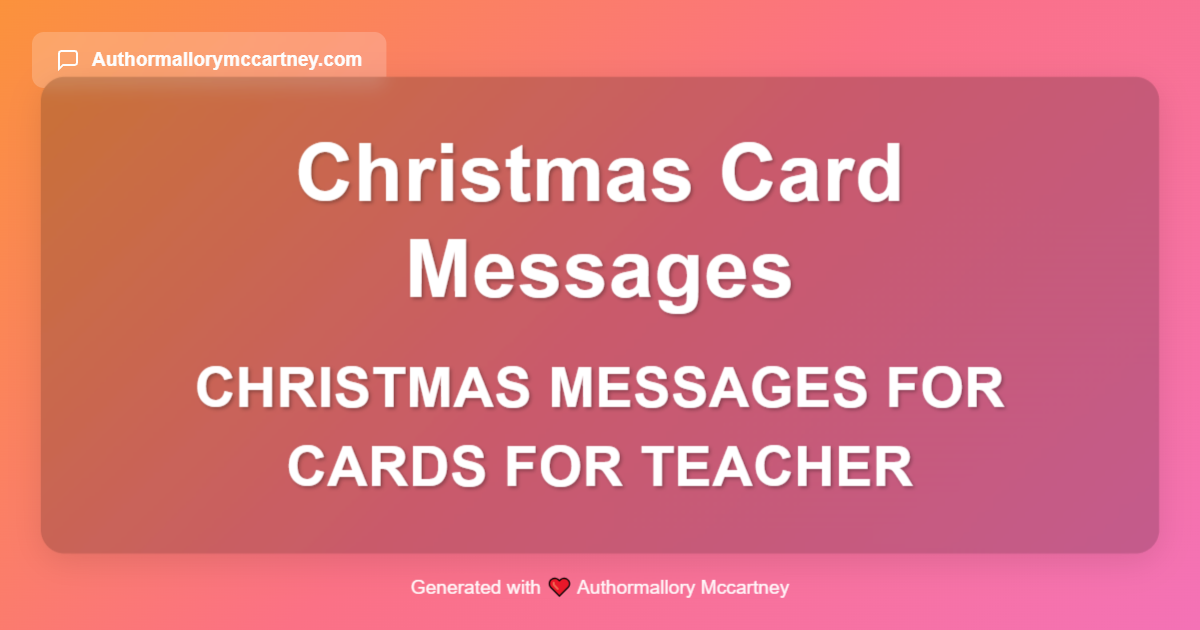 Authormallorymccartney.com
Christmas Card
Messages
CHRISTMAS MESSAGES FOR
CARDS FOR TEACHER
Generated with ❤️ Authormallory Mccartney